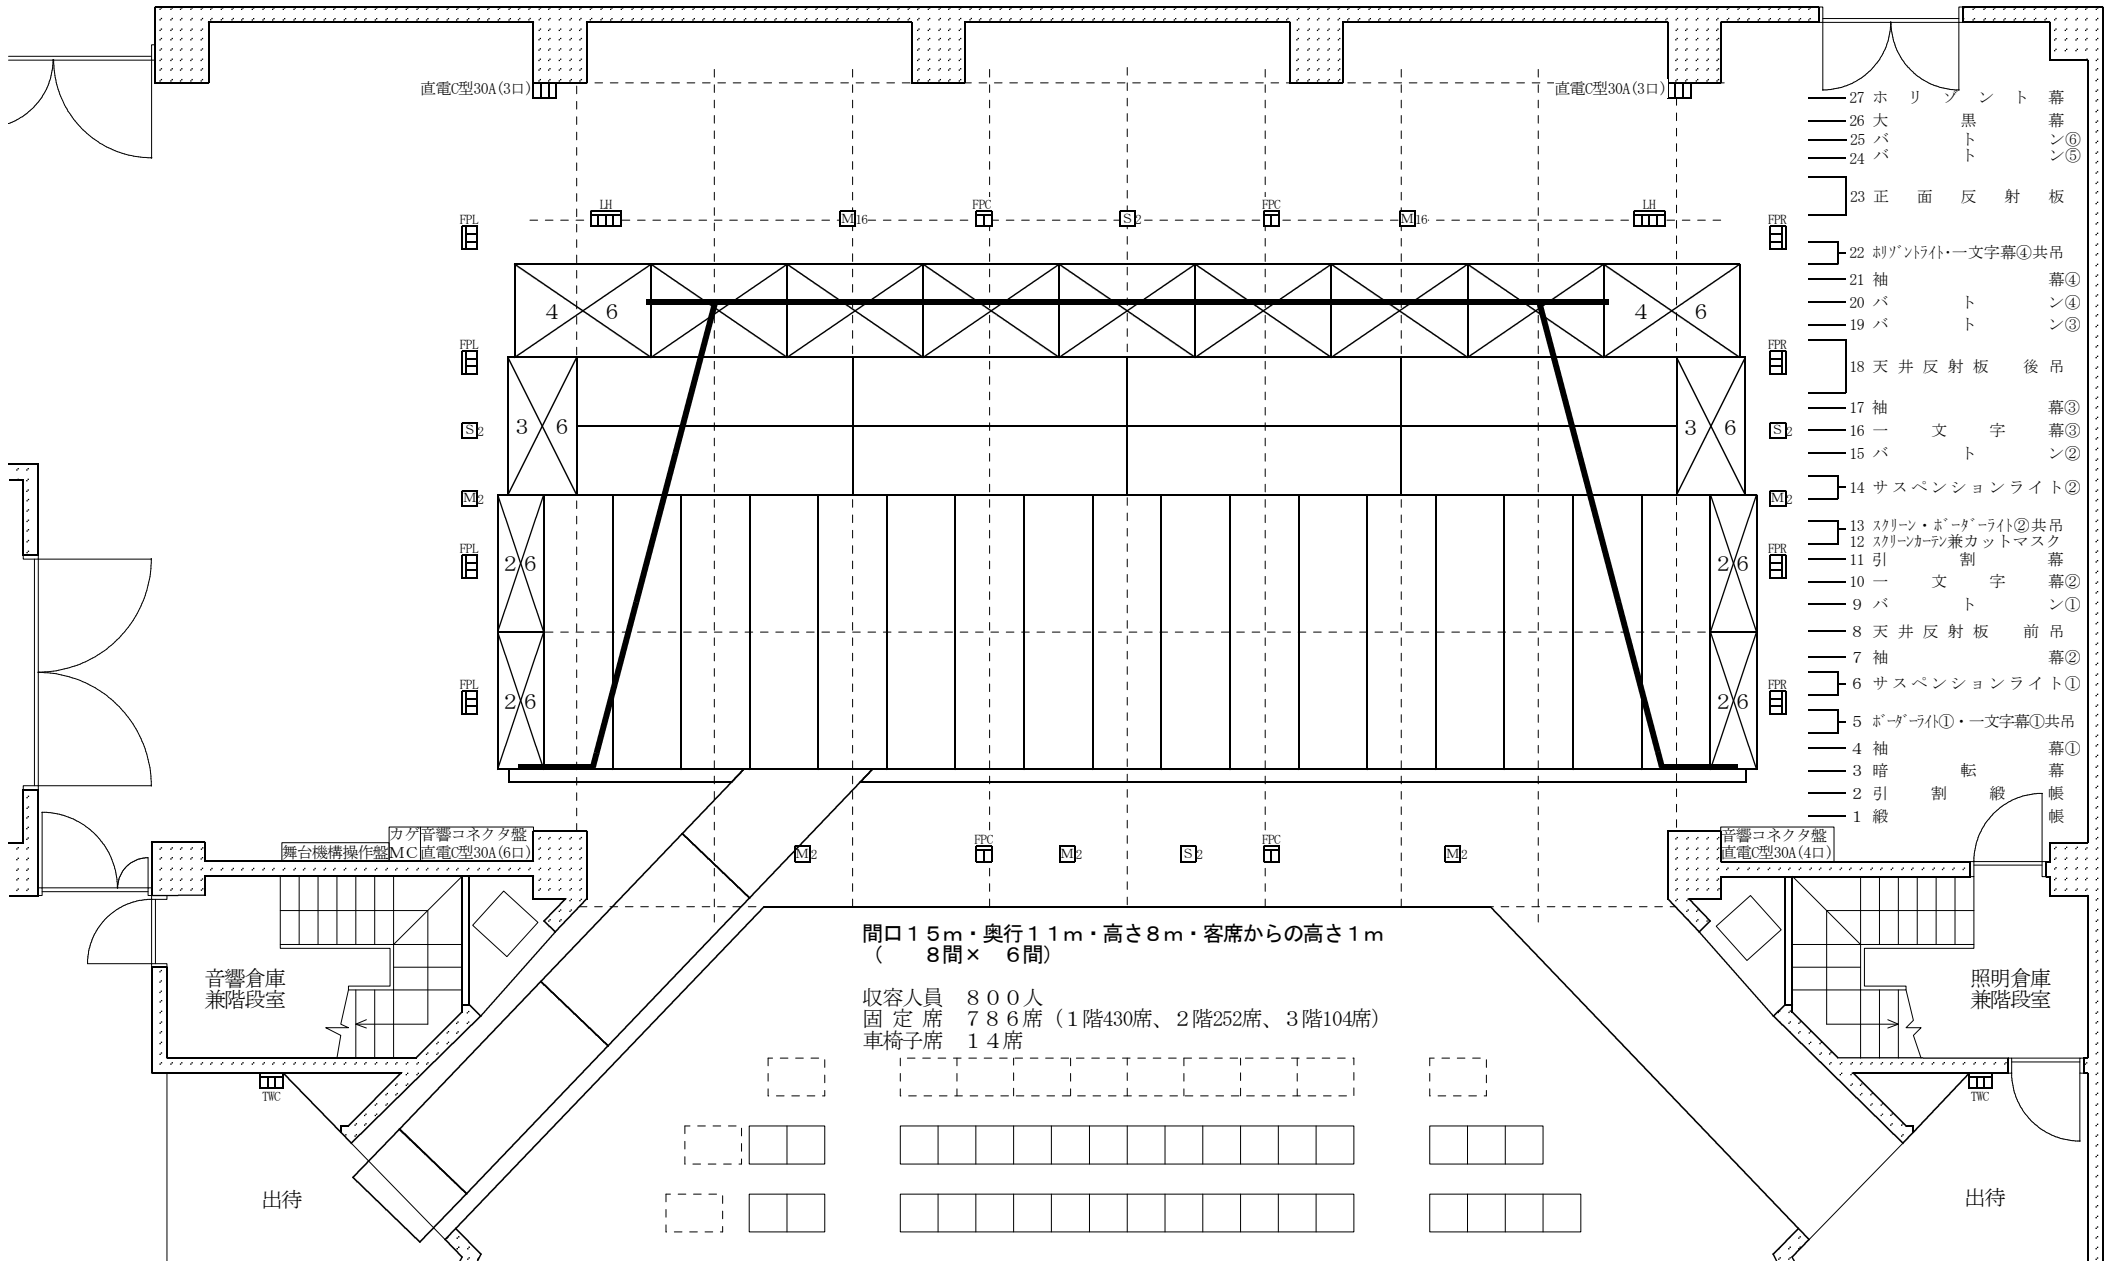 直電C型30A(3口)
直電C型30A(3口)
27 ホリゾント幕
26 大黒幕
25 バトン⑥
24 バトン⑤
23 正面反射板
22 ホリゾントライト・一文字幕④共吊
21 袖幕④
20 バトン④
19 バトン③
18 天井反射板 後吊
17 袖幕③
16 一文字幕③
15 バトン②
14 サスペンションライト②
13 スクリーン・ボーダーライト②共吊
12 スクリーンカーテン兼カットマスク
11 引割幕
10 一文字幕②
9 バトン①
8 天井反射板 前吊
7 袖幕②
6 サスペンションライト①
5 ボーダーライト①・一文字幕①共吊
4 袖幕①
3 暗転幕
2 引割緞帳
1 緞帳
FPL
LH
M16
FPC
S2
FPC
M16
LH
FPR
4 6
4 6
FPL
FPR
3 6
3 6
S2
S2
M2
M2
FPL
2 6
2 6
FPR
FPL
2 6
2 6
FPR
舞台機構操作盤
カゲ
MC
音響コネクタ盤
直電C型30A(6口)
M2
FPC
M2
S2
FPC
M2
音響コネクタ盤
直電C型30A(4口)
間口15m・奥行11m・高さ8m・客席からの高さ1m
( 8間× 6間)
収容人員 800人
固定席 786席(1階430席、2階252席、3階104席)
車椅子席 14席
音響倉庫
兼階段室
照明倉庫
兼階段室
TWC
TWC
出待
出待